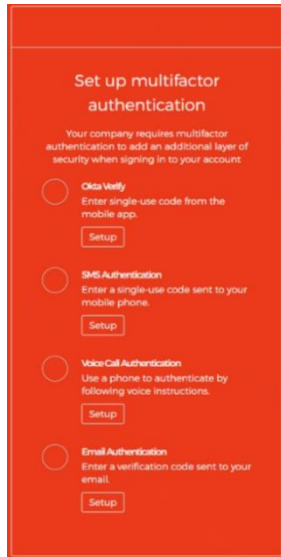 Set up multifactor
authentication
Your company requires multifactor
authentication to add an additional layer of
security when signing in to your account
Okta Verify
Enter single-use code from the
mobile app.
Setup
SMS Authentication
Enter a single-use code sent to your
mobile phone.
Setup
Voice Call Authentication
Use a phone to authenticate by
following voice instructions.
Setup
Email Authentication
Enter a verification code sent to your
email.
Setup